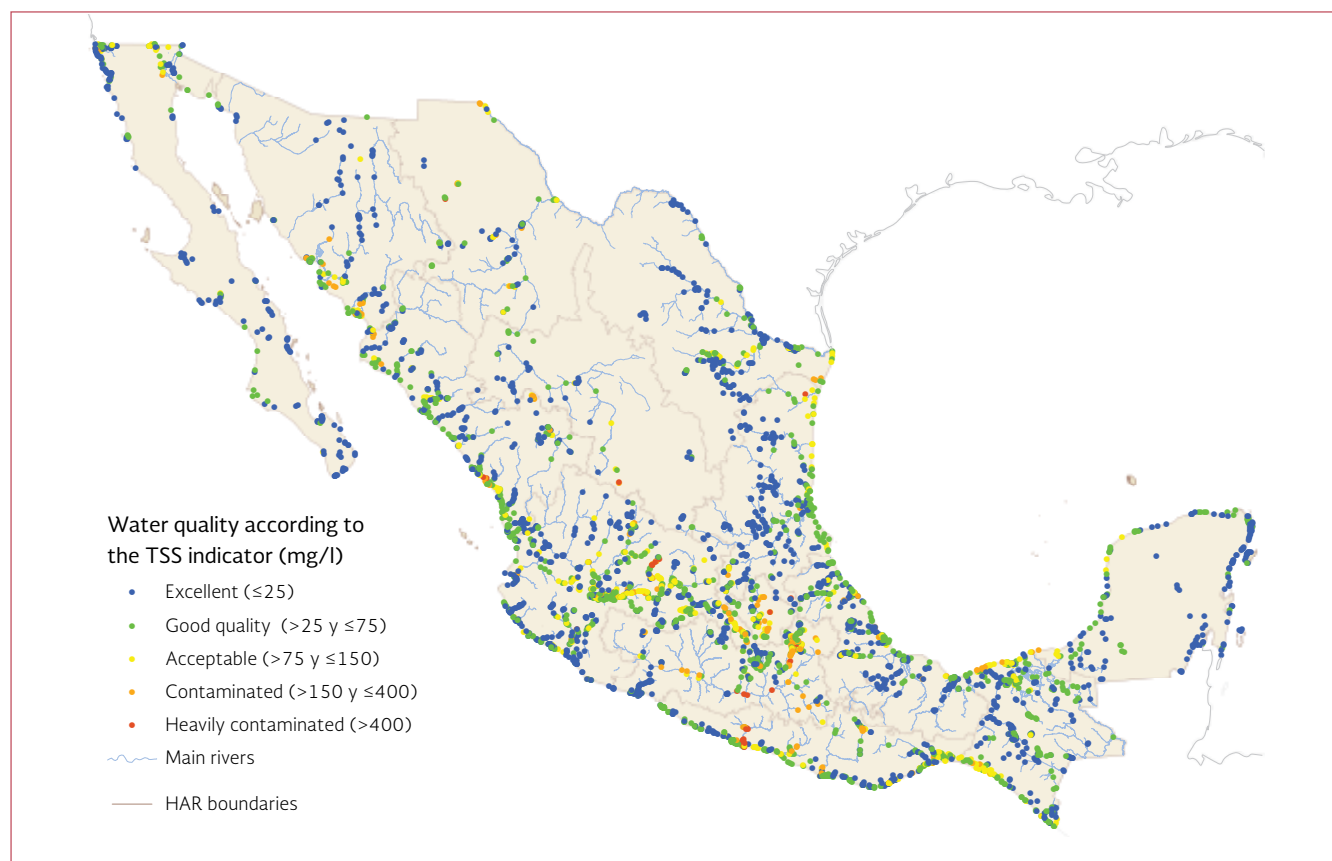 Water quality according to
the TSS indicator (mg/l)
Excellent (≤25)
Good quality (>25 y ≤75)
Acceptable (>75 y ≤150)
Contaminated (>150 y ≤400)
Heavily contaminated (>400)
Main rivers
HAR boundaries